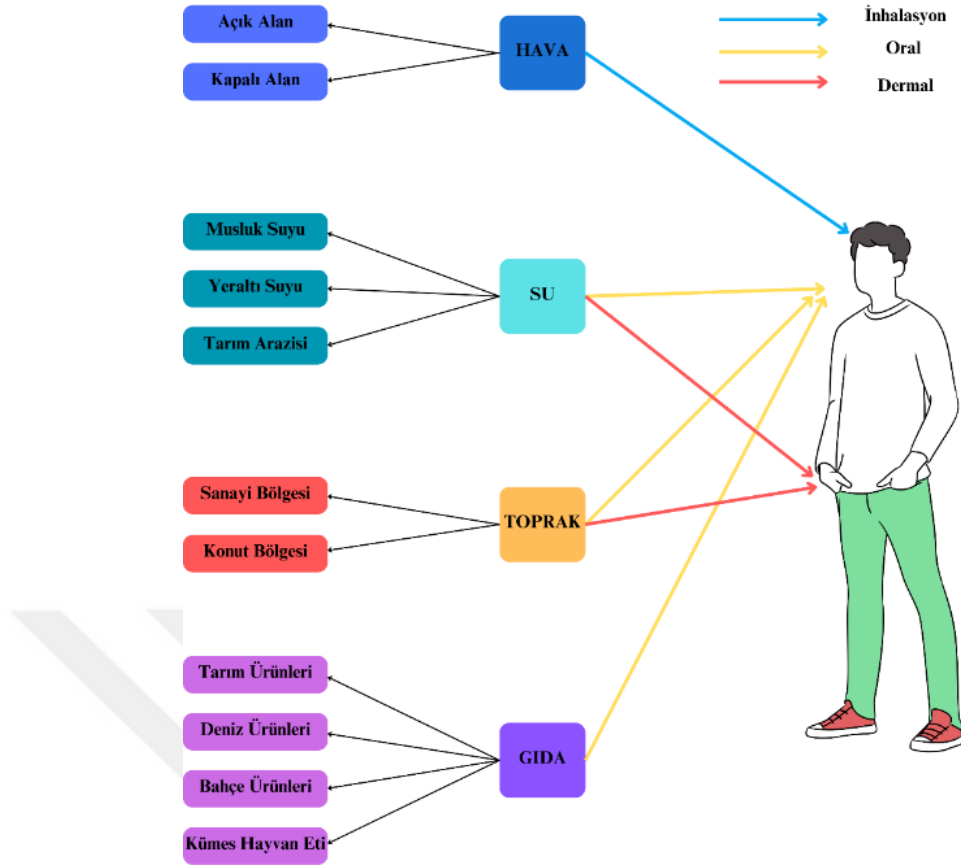 Açık Alan
Kapalı Alan
HAVA
İnhalasyon
Oral
Dermal
Musluk Suyu
Yeraltı Suyu
Tarım Arazisi
SU
Sanayi Bölgesi
Konut Bölgesi
TOPRAK
Tarım Ürünleri
Deniz Ürünleri
Bahçe Ürünleri
Kümes Hayvan Eti
GIDA